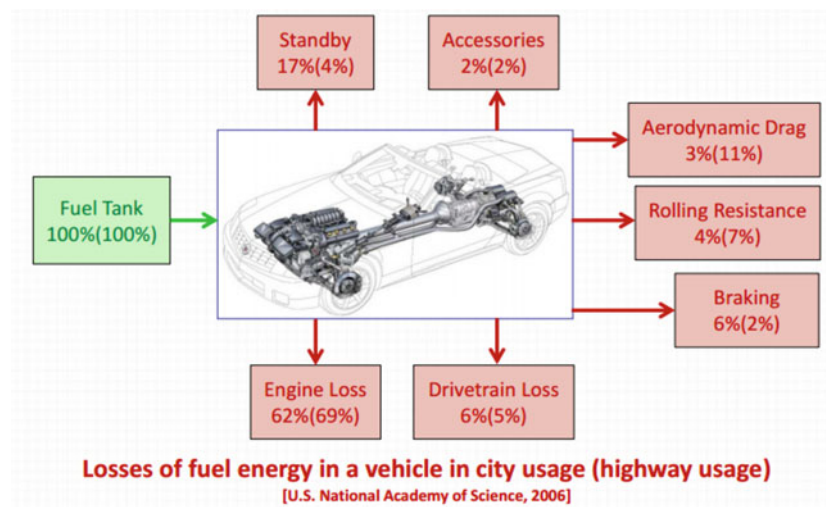 Standby
17%(4%)
Accessories
2%(2%)
Aerodynamic Drag
3%(11%)
Fuel Tank
100%(100%)
Rolling Resistance
4%(7%)
Braking
6%(2%)
Engine Loss
62%(69%)
Drivetrain Loss
6%(5%)
Losses of fuel energy in a vehicle in city usage (highway usage)
[U.S. National Academy of Science, 2006]